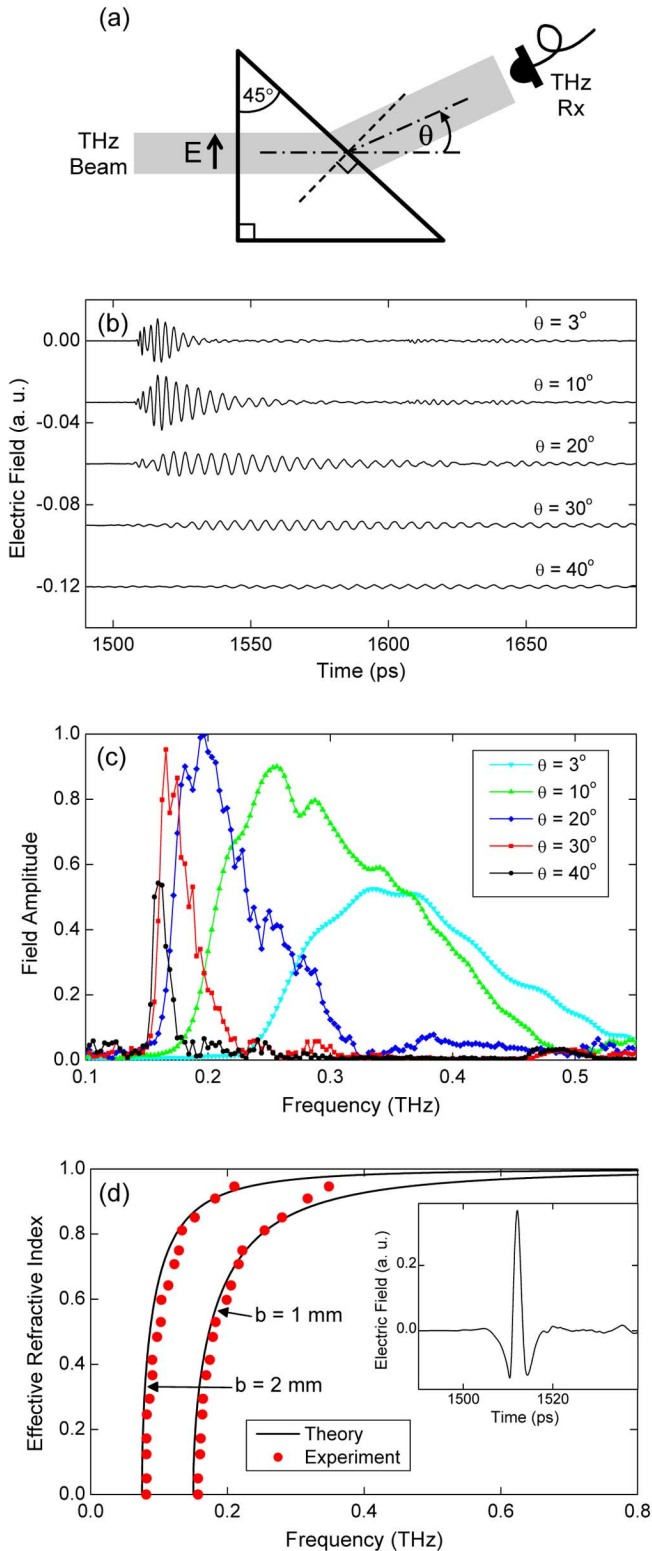 (a)
45°
THz
Beam
E
θ
THz
Rx
(b)
θ = 3°
θ = 10°
θ = 20°
θ = 30°
θ = 40°
0.00
-0.04
-0.08
-0.09
-0.12
Electric Field (a. u.)
1500
1550
1600
1650
Time (ps)
(c)
θ = 3°
θ = 10°
θ = 20°
θ = 30°
θ = 40°
1.0
0.8
0.6
0.4
0.2
0.0
Field Amplitude
0.1
0.2
0.3
0.4
0.5
Frequency (THz)
(d)
1.0
0.8
0.6
0.4
0.2
0.0
Effective Refractive Index
b = 1 mm
b = 2 mm
Theory
Experiment
Electric Field (a. u.)
0.2
0.0
1500
1520
Time (ps)
0.0
0.2
0.4
0.6
0.8
Frequency (THz)